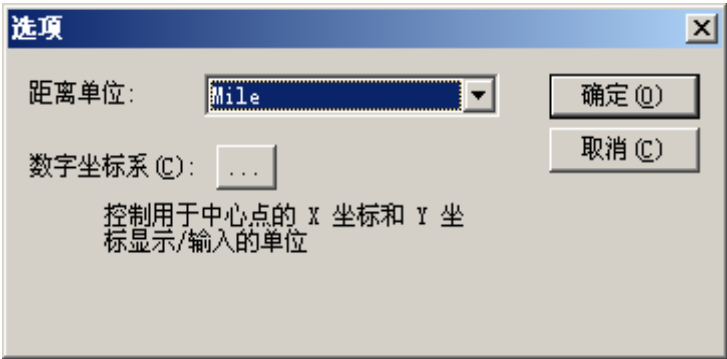 选项
距离单位: Mile 确定(O)
数字坐标系(C): ... 取消(C)
控制用于中心点的 X 坐标和 Y 坐
标显示/输入的单位